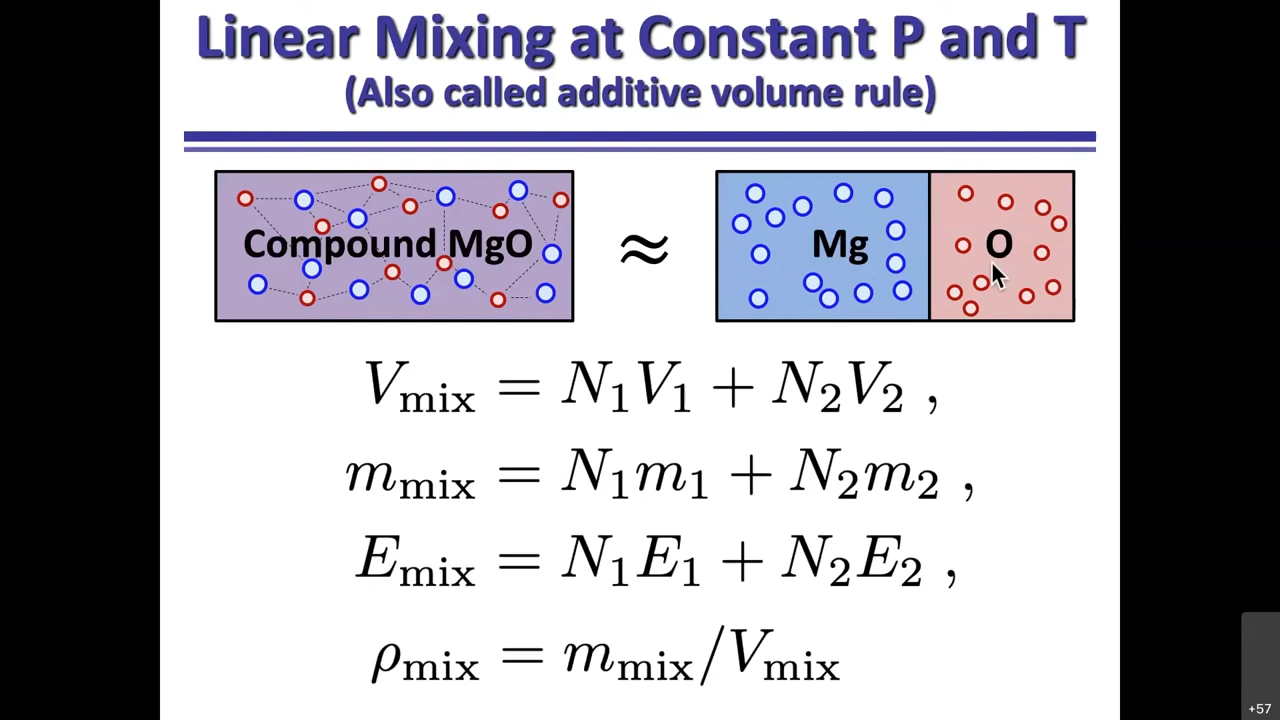 Linear Mixing at Constant P and T
(Also called additive volume rule)
Compound MgO
≈
Mg
O
V_mix = N_1V_1 + N_2V_2 ,
m_mix = N_1m_1 + N_2m_2 ,
E_mix = N_1E_1 + N_2E_2 ,
ρ_mix = m_mix/V_mix
+57